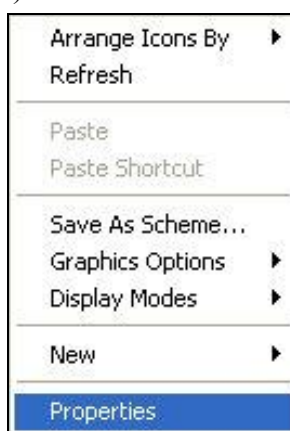 Arrange Icons By
Refresh
Paste
Paste Shortcut
Save As Scheme...
Graphics Options
Display Modes
New
Properties